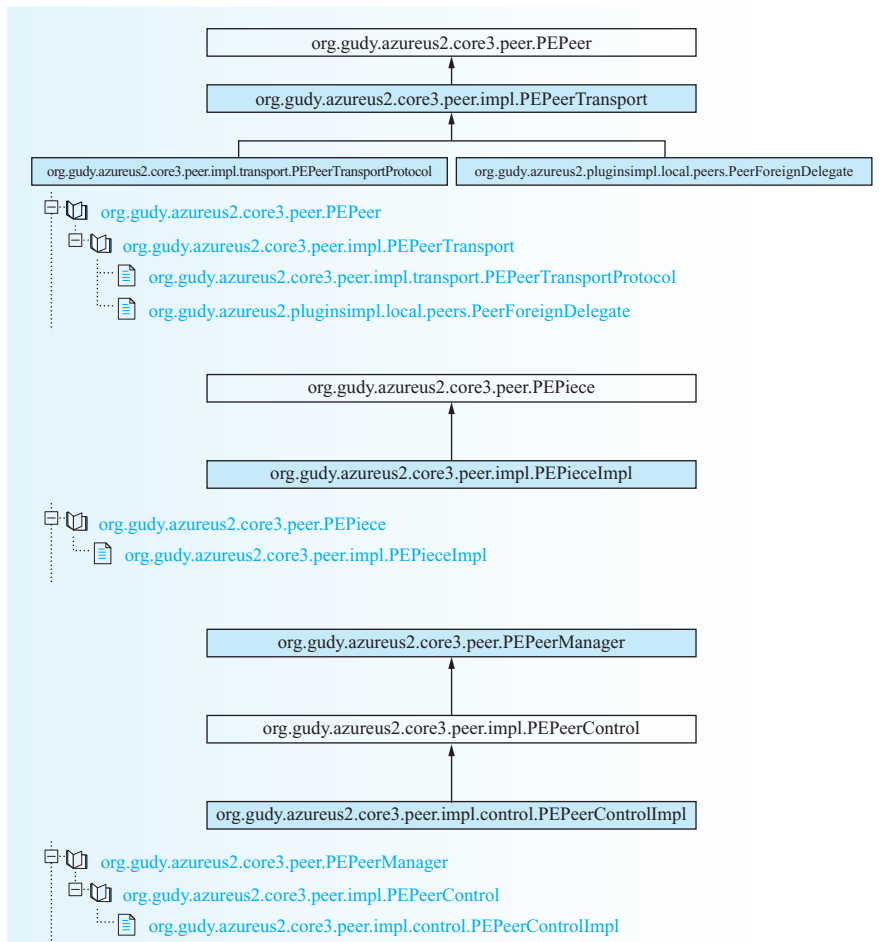 org.gudy.azureus2.core3.peer.PEPeer
org.gudy.azureus2.core3.peer.impl.PEPeerTransport
org.gudy.azureus2.core3.peer.impl.transport.PEPeerTransportProtocol
org.gudy.azureus2.pluginsimpl.local.peers.PeerForeignDelegate
org.gudy.azureus2.core3.peer.PEPeer
org.gudy.azureus2.core3.peer.impl.PEPeerTransport
org.gudy.azureus2.core3.peer.impl.transport.PEPeerTransportProtocol
org.gudy.azureus2.pluginsimpl.local.peers.PeerForeignDelegate
org.gudy.azureus2.core3.peer.PEPiece
org.gudy.azureus2.core3.peer.impl.PEPieceImpl
org.gudy.azureus2.core3.peer.PEPiece
org.gudy.azureus2.core3.peer.impl.PEPieceImpl
org.gudy.azureus2.core3.peer.PEPeerManager
org.gudy.azureus2.core3.peer.impl.PEPeerControl
org.gudy.azureus2.core3.peer.impl.control.PEPeerControlImpl
org.gudy.azureus2.core3.peer.PEPeerManager
org.gudy.azureus2.core3.peer.impl.PEPeerControl
org.gudy.azureus2.core3.peer.impl.control.PEPeerControlImpl